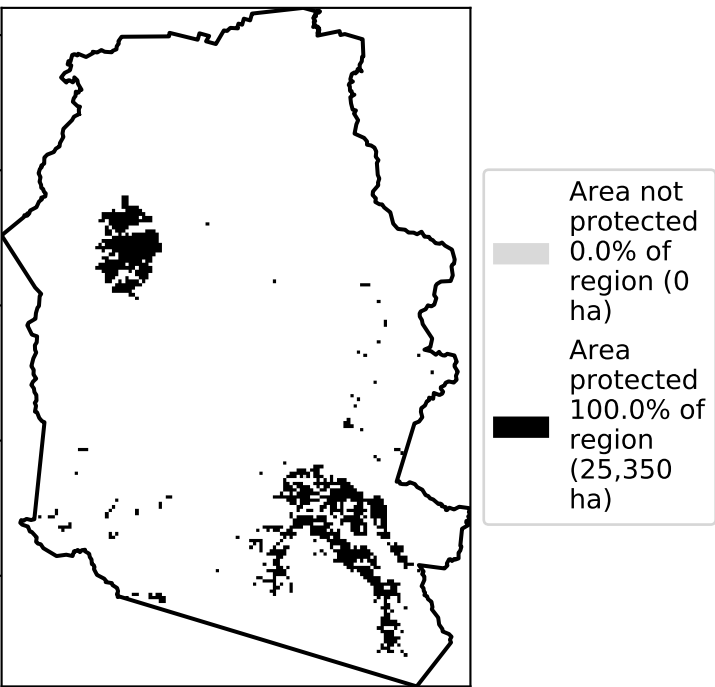 Area not
protected
0.0% of
region (0
ha)
Area
protected
100.0% of
region
(25,350
ha)